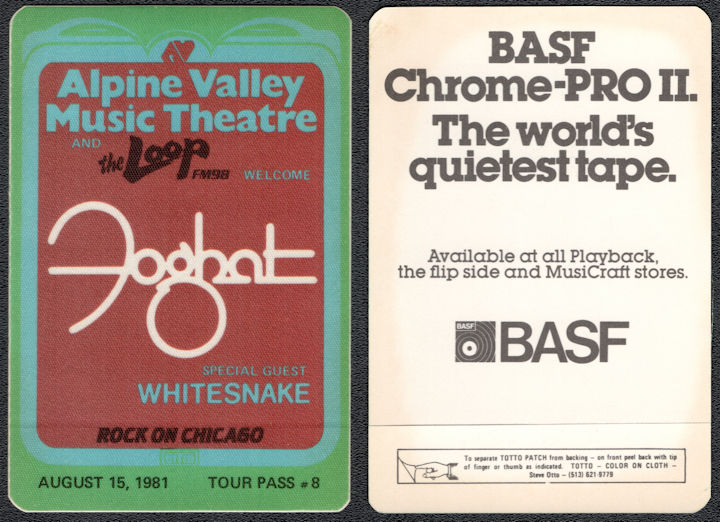 Alpine Valley
Music Theatre
AND
the Loop
FM98 WELCOME
Foghat
SPECIAL GUEST
WHITESNAKE
ROCK ON CHICAGO
AUGUST 15, 1981 TOUR PASS #8
BASF
Chrome-PRO II.
The world's
quietest tape.
Available at all Playback,
the flip side and MusiCraft stores.
BASF
BASF
To separate TOTTO PATCH from backing – on front peel back with tip
of finger or thumb as indicated. TOTTO – COLOR ON CLOTH –
Steve Otto – (513) 621-9779